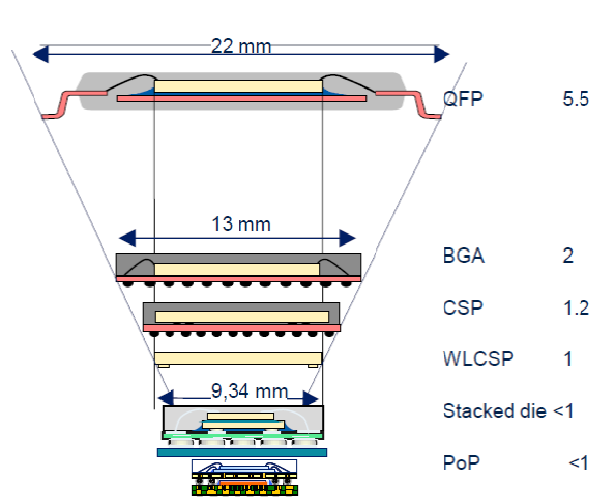 22 mm
QFP 5.5
13 mm
BGA 2
CSP 1.2
WLCSP 1
9,34 mm
Stacked die <1
PoP <1